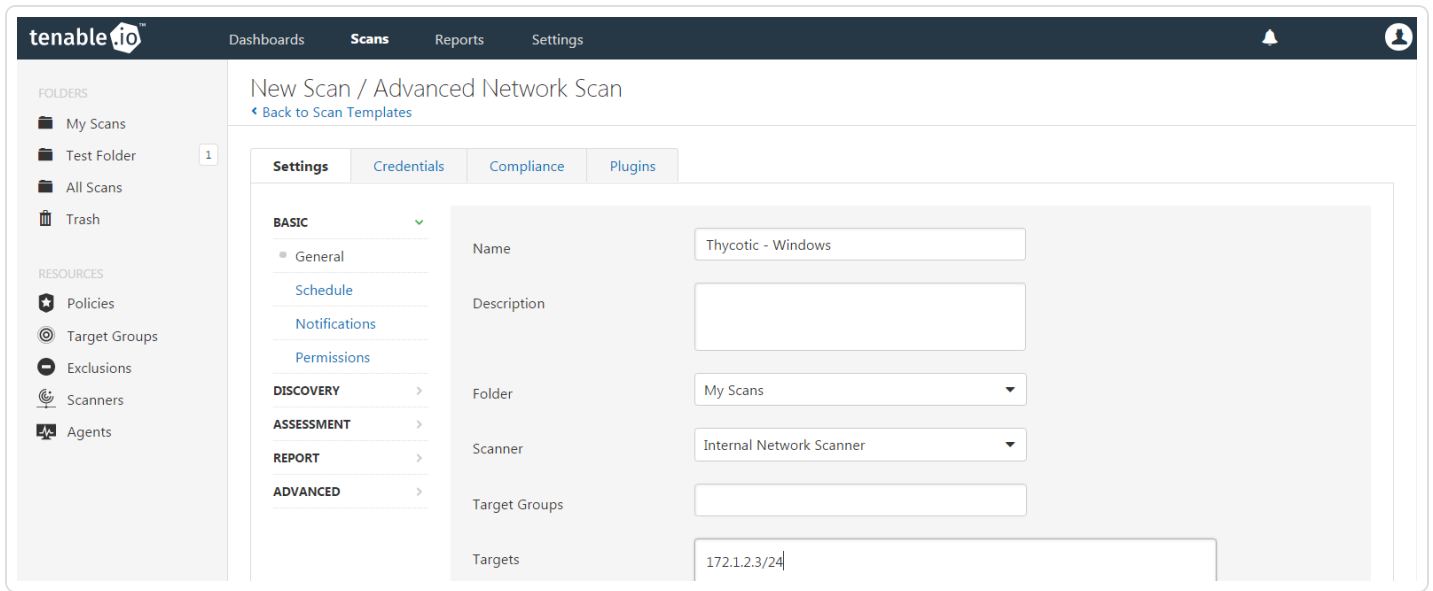 tenable.io™
Dashboards
Scans
Reports
Settings
FOLDERS
My Scans
Test Folder
1
All Scans
Trash
RESOURCES
Policies
Target Groups
Exclusions
Scanners
Agents
New Scan / Advanced Network Scan
Back to Scan Templates
Settings
Credentials
Compliance
Plugins
BASIC
General
Schedule
Notifications
Permissions
DISCOVERY
ASSESSMENT
REPORT
ADVANCED
Name
Thycotic - Windows
Description
Folder
My Scans
Scanner
Internal Network Scanner
Target Groups
Targets
172.1.2.3/24